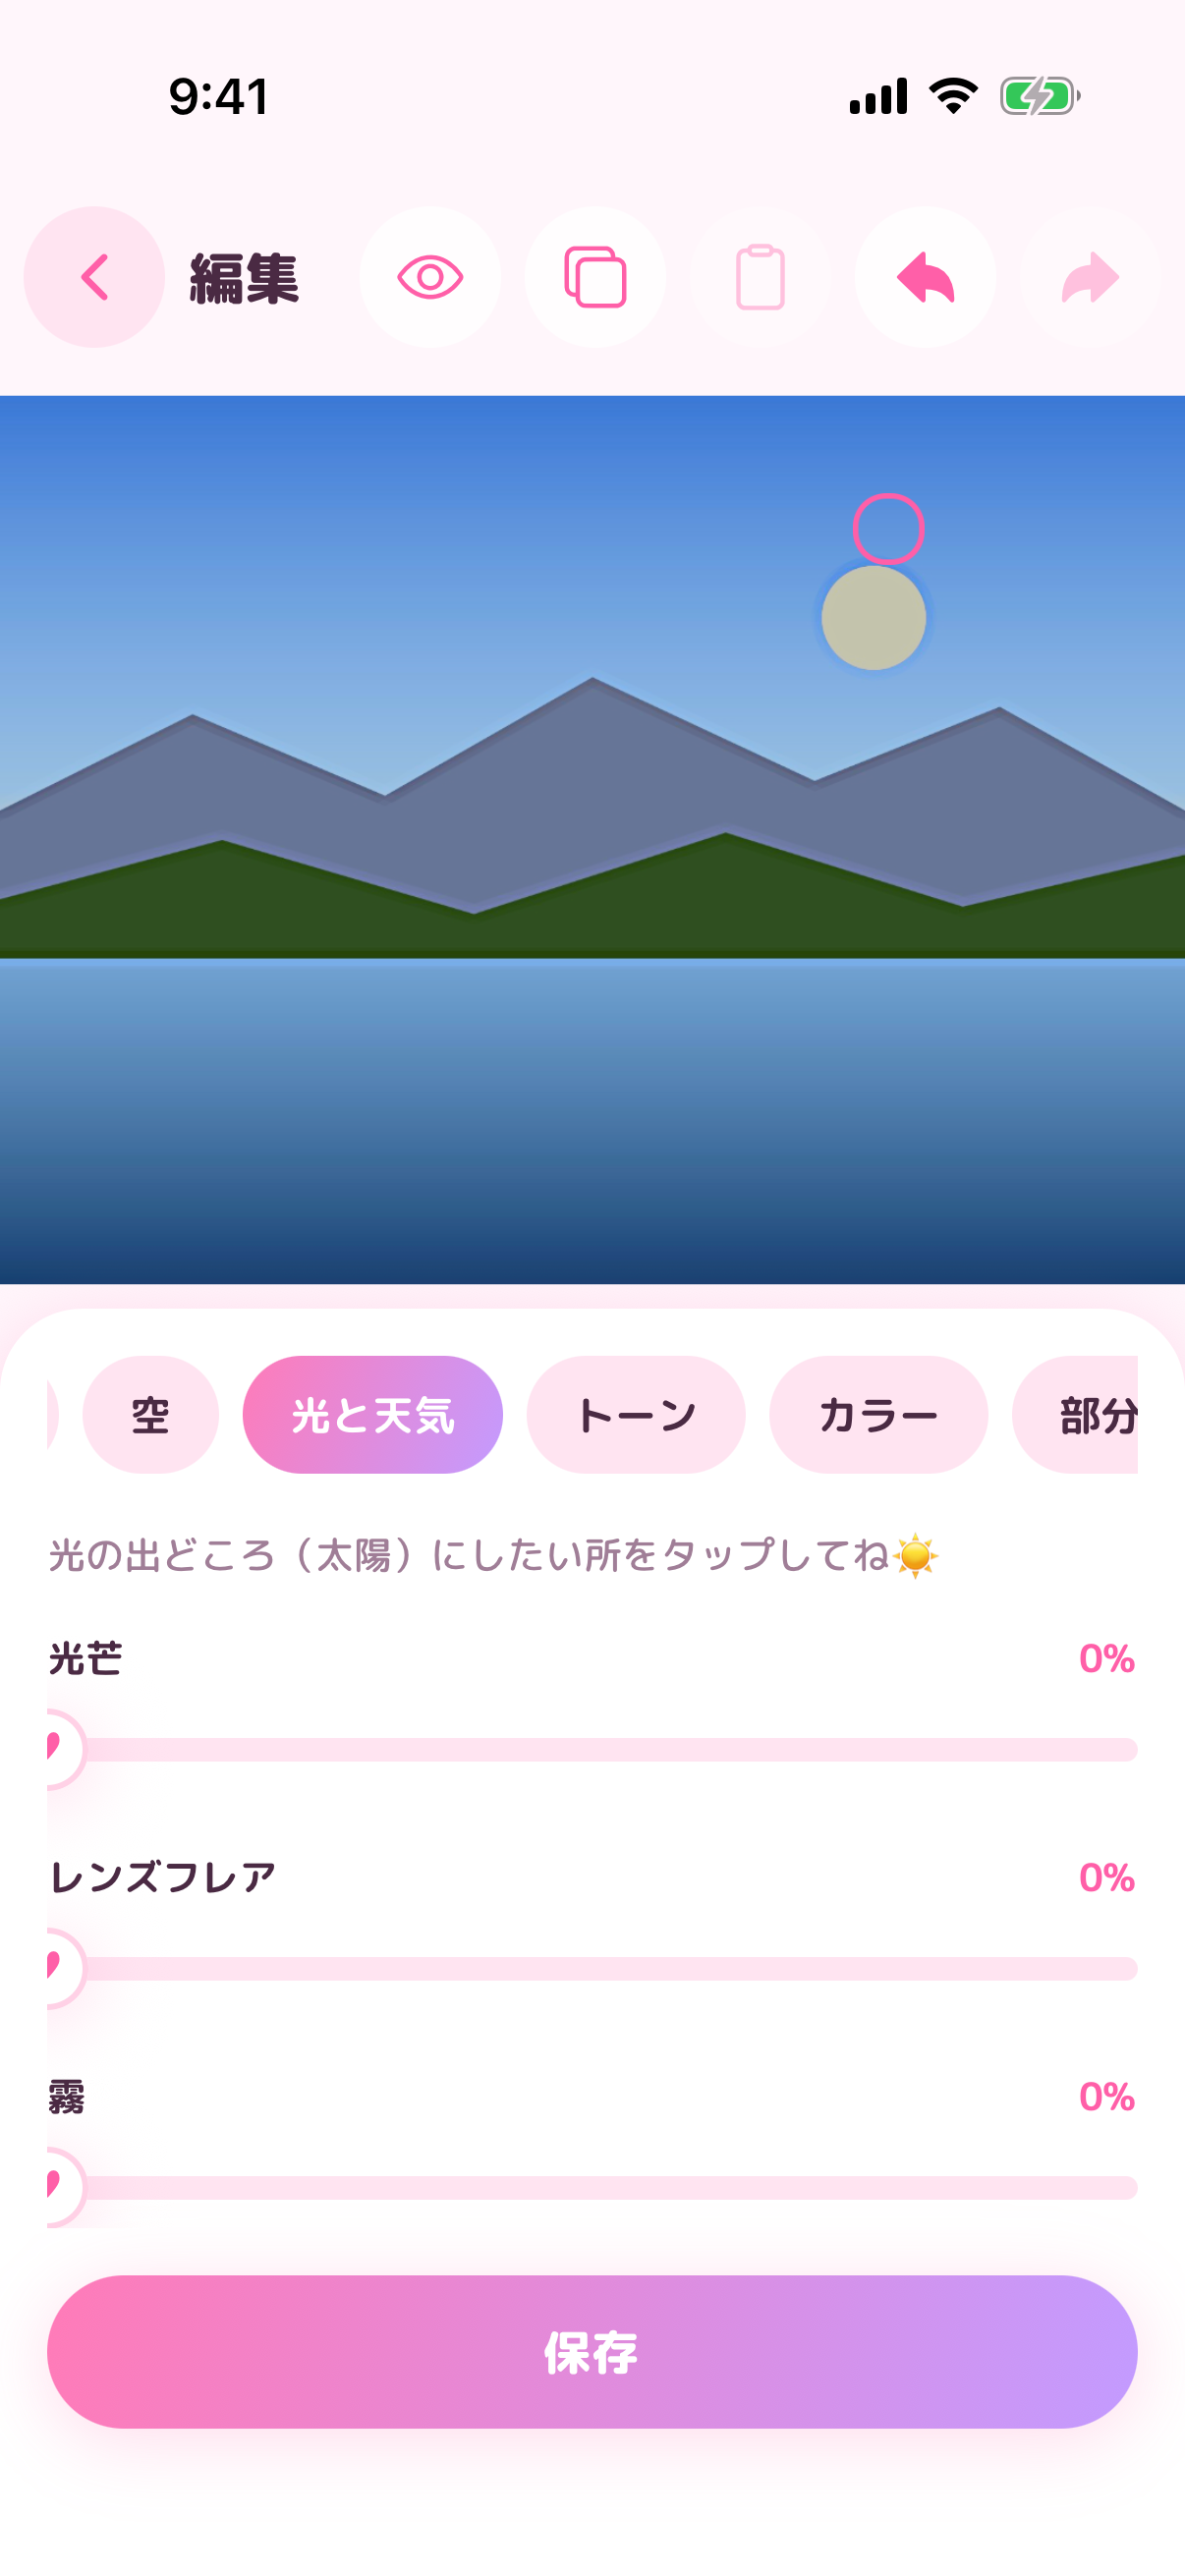 9:41
編集
空
光と天気
トーン
カラー
部分
光の出どころ（太陽）にしたい所をタップしてね☀️
光芒
0%
レンズフレア
0%
霧
0%
保存